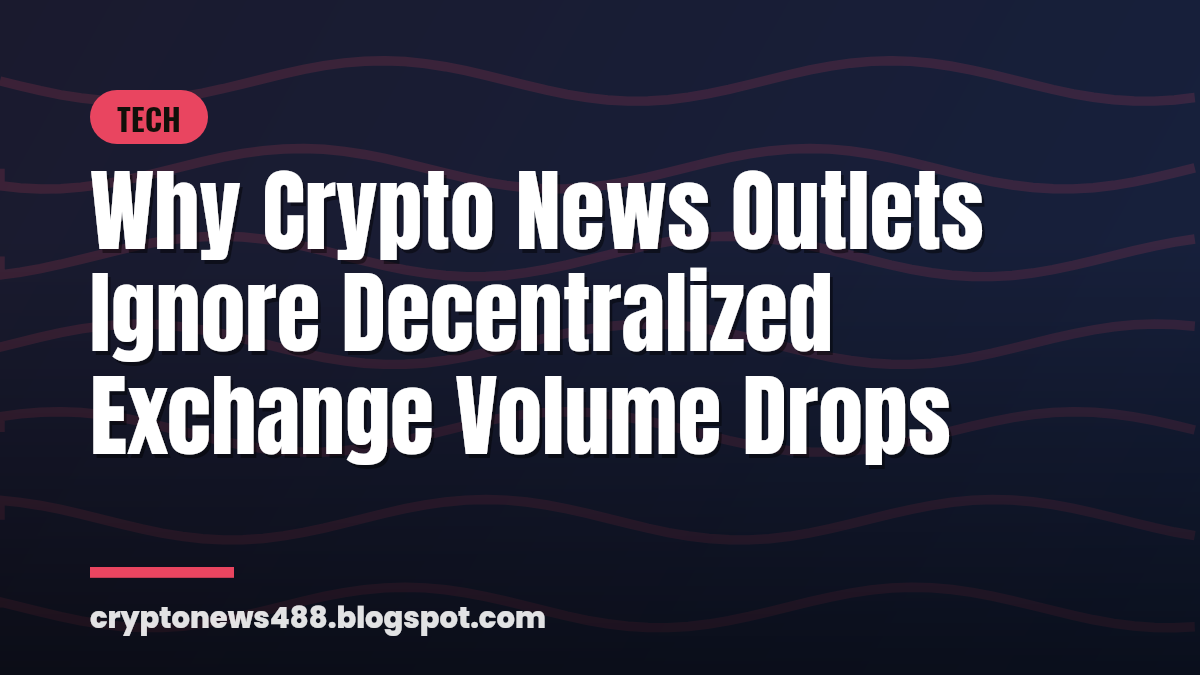 TECH
Why Crypto News Outlets
Ignore Decentralized
Exchange Volume Drops
cryptonews488.blogspot.com